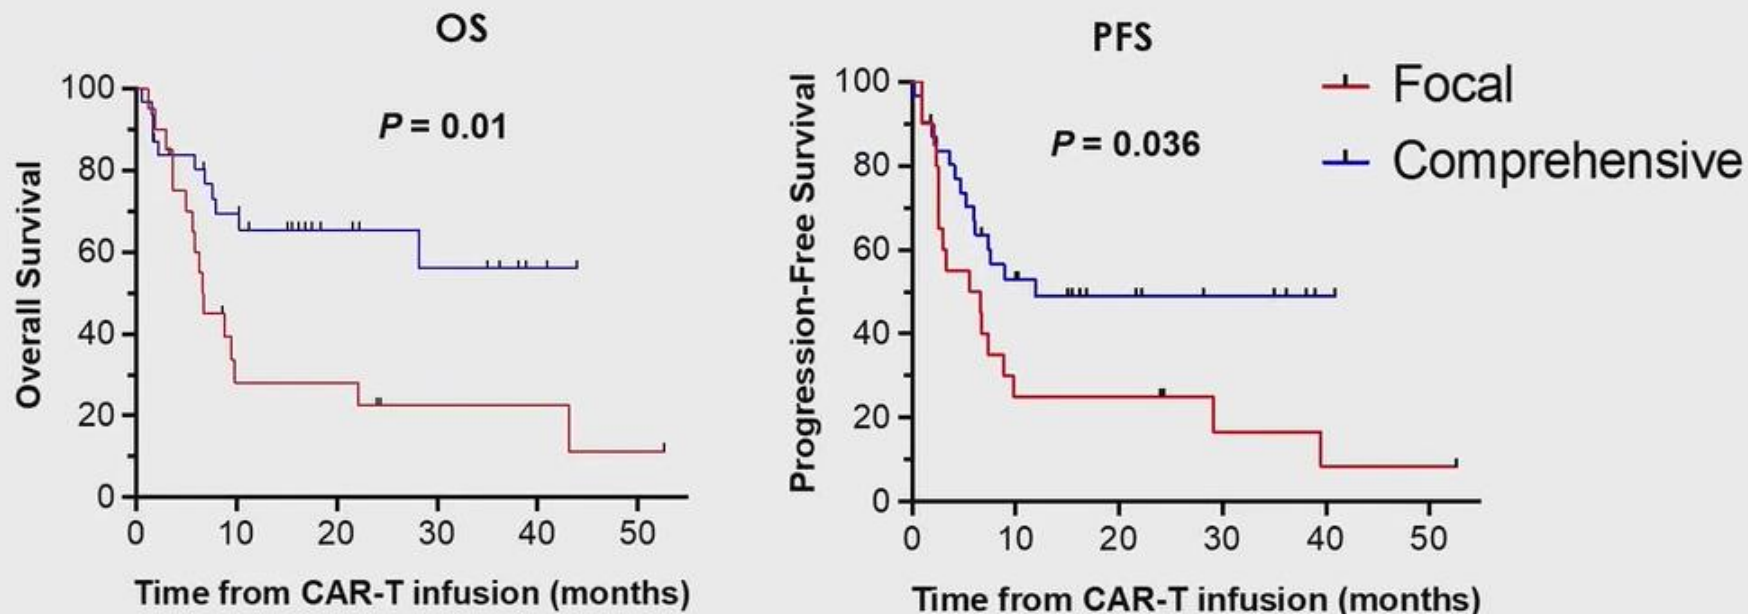 OS
P = 0.01
Overall Survival
100
80
60
40
20
0
0 10 20 30 40 50
Time from CAR-T infusion (months)
PFS
P = 0.036
Progression-Free Survival
100
80
60
40
20
0
0 10 20 30 40 50
Time from CAR-T infusion (months)
Focal
Comprehensive